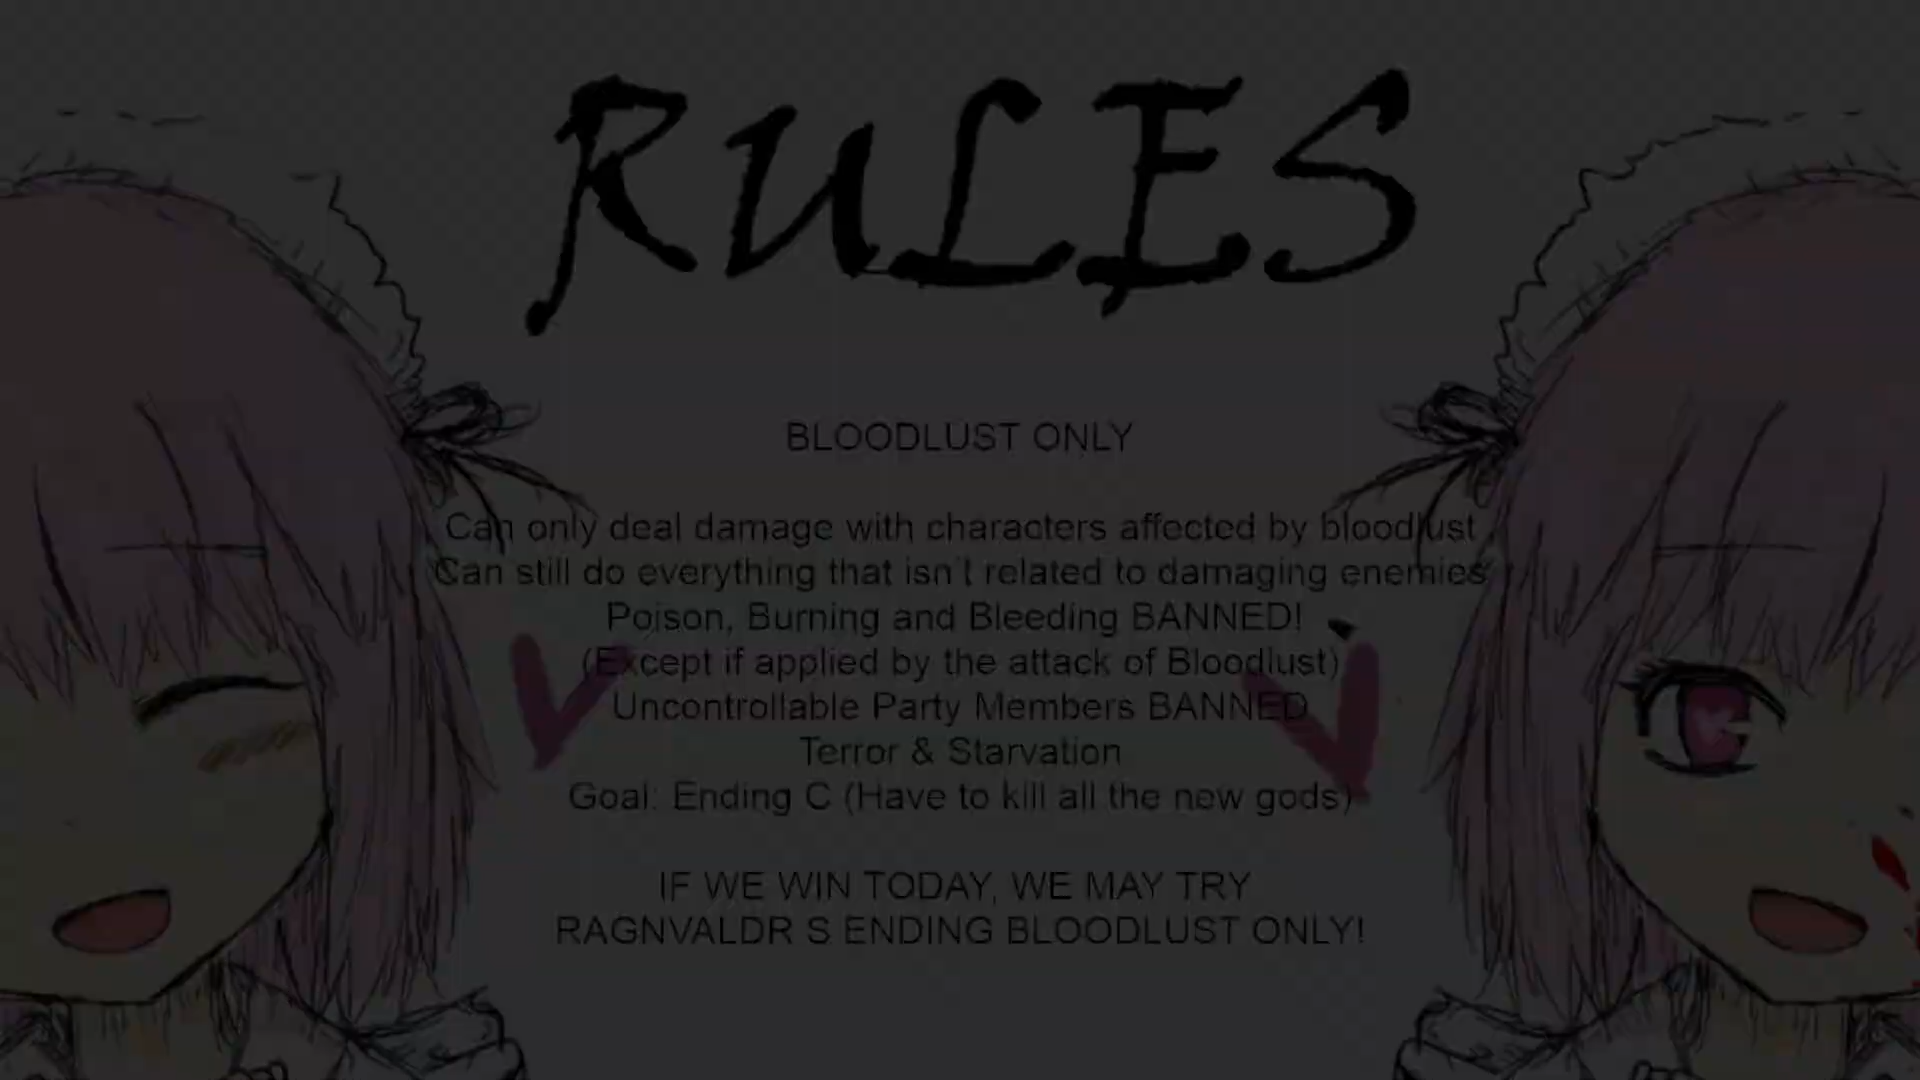 RULES
BLOODLUST ONLY
Can only deal damage with characters affected by bloodlust
Can still do everything that isn't related to damaging enemies
Poison, Burning and Bleeding BANNED!
(Except if applied by the attack of Bloodlust)
Uncontrollable Party Members BANNED
Terror & Starvation
Goal: Ending C (Have to kill all the new gods)
IF WE WIN TODAY, WE MAY TRY
RAGNVALDR S ENDING BLOODLUST ONLY!